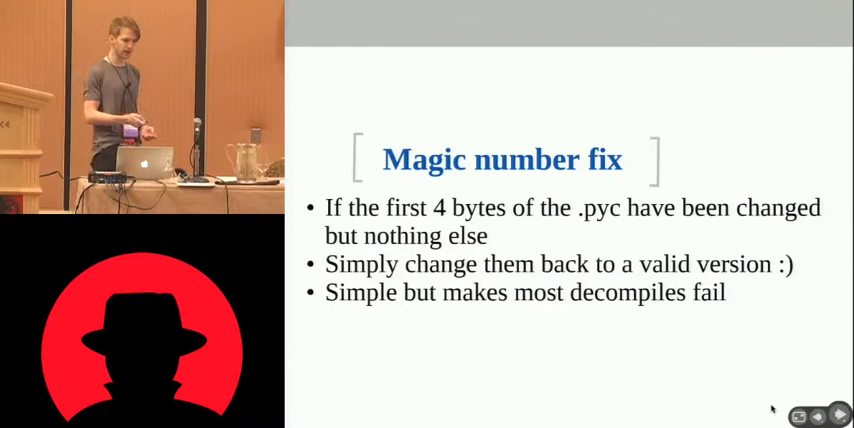 Magic number fix
• If the first 4 bytes of the .pyc have been changed
but nothing else
• Simply change them back to a valid version :)
• Simple but makes most decompiles fail